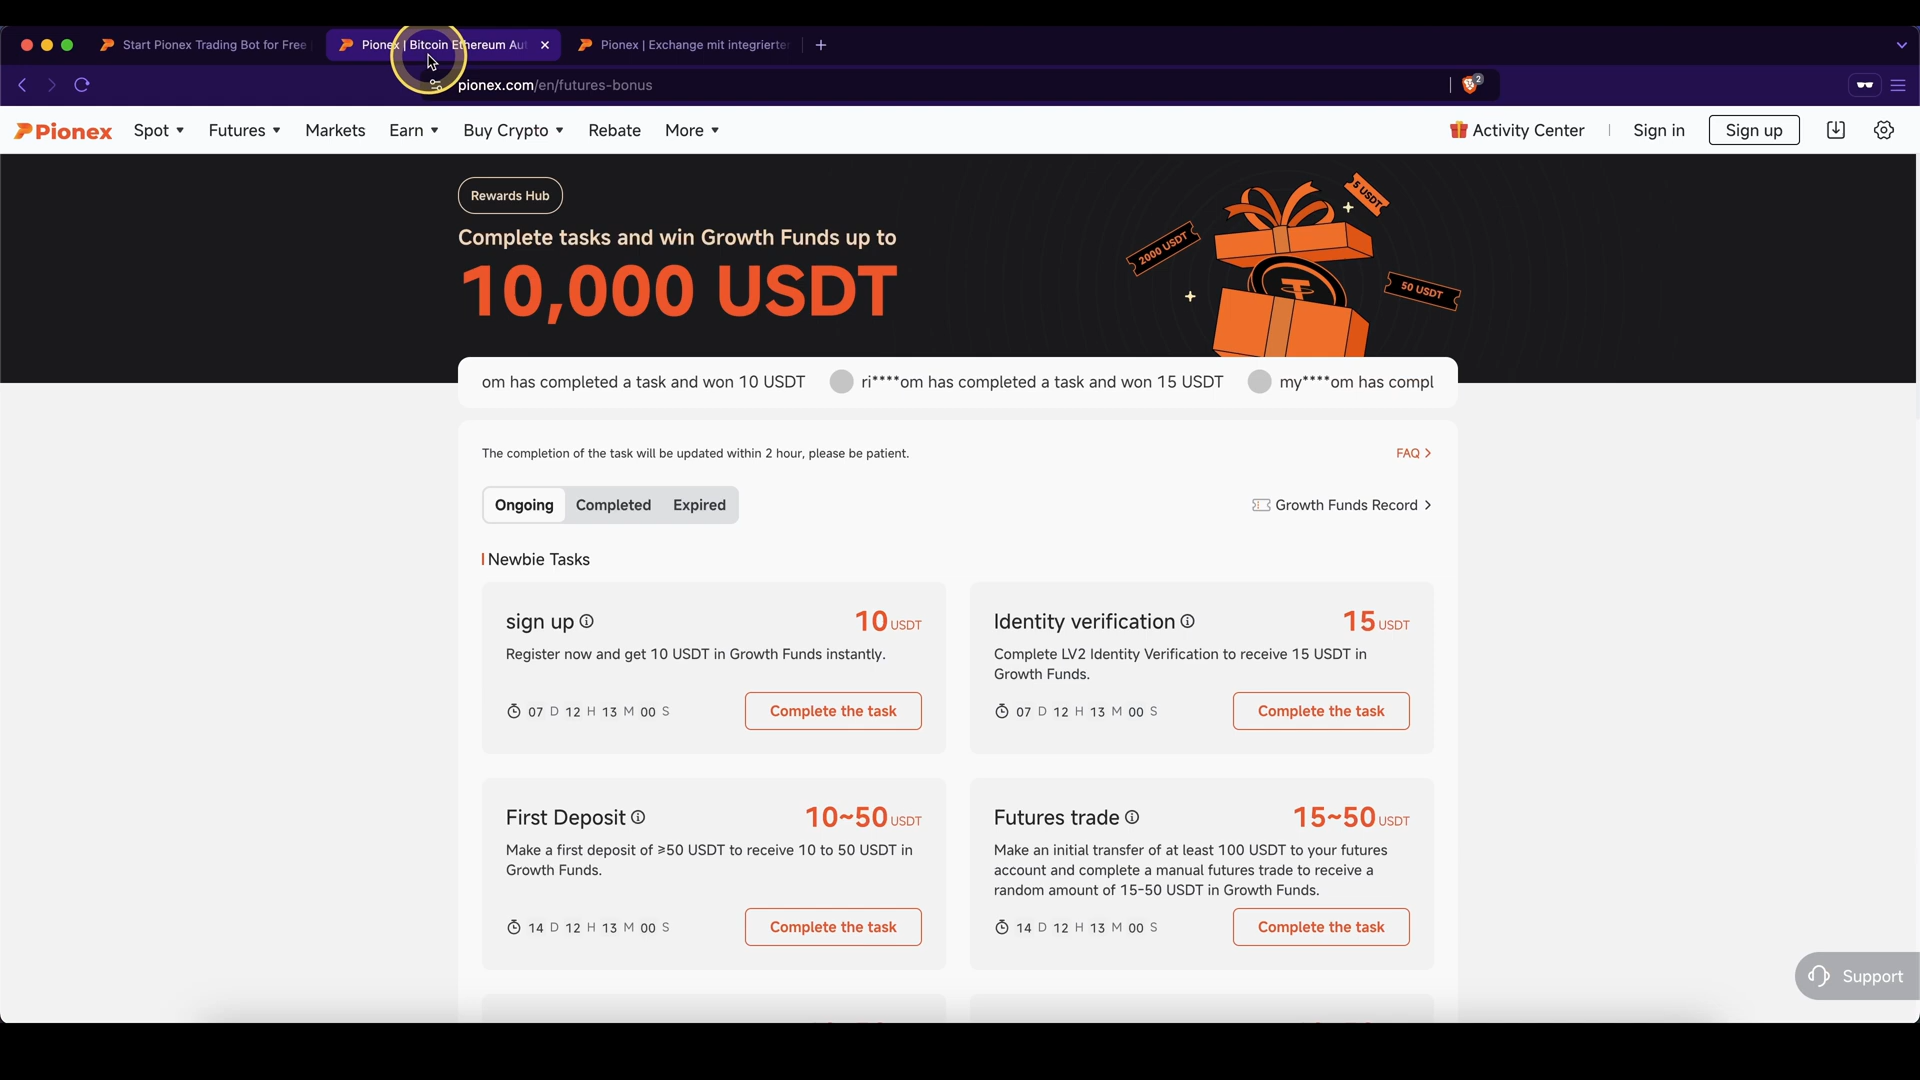 Start Pionex Trading Bot for Free
Pionex | Bitcoin Ethereum Aut
Pionex | Exchange mit integrierte
pionex.com/en/futures-bonus
2
Pionex
Spot
Futures
Markets
Earn
Buy Crypto
Rebate
More
Activity Center
Sign in
Sign up
Rewards Hub
Complete tasks and win Growth Funds up to
10,000 USDT
5 USDT
2000 USDT
50 USDT
om has completed a task and won 10 USDT
ri****om has completed a task and won 15 USDT
my****om has compl
The completion of the task will be updated within 2 hour, please be patient.
FAQ >
Ongoing
Completed
Expired
Growth Funds Record >
Newbie Tasks
sign up
10 USDT
Register now and get 10 USDT in Growth Funds instantly.
07 D 12 H 13 M 00 S
Complete the task
Identity verification
15 USDT
Complete LV2 Identity Verification to receive 15 USDT in
Growth Funds.
07 D 12 H 13 M 00 S
Complete the task
First Deposit
10~50 USDT
Make a first deposit of ≥50 USDT to receive 10 to 50 USDT in
Growth Funds.
14 D 12 H 13 M 00 S
Complete the task
Futures trade
15~50 USDT
Make an initial transfer of at least 100 USDT to your futures
account and complete a manual futures trade to receive a
random amount of 15-50 USDT in Growth Funds.
14 D 12 H 13 M 00 S
Complete the task
Support